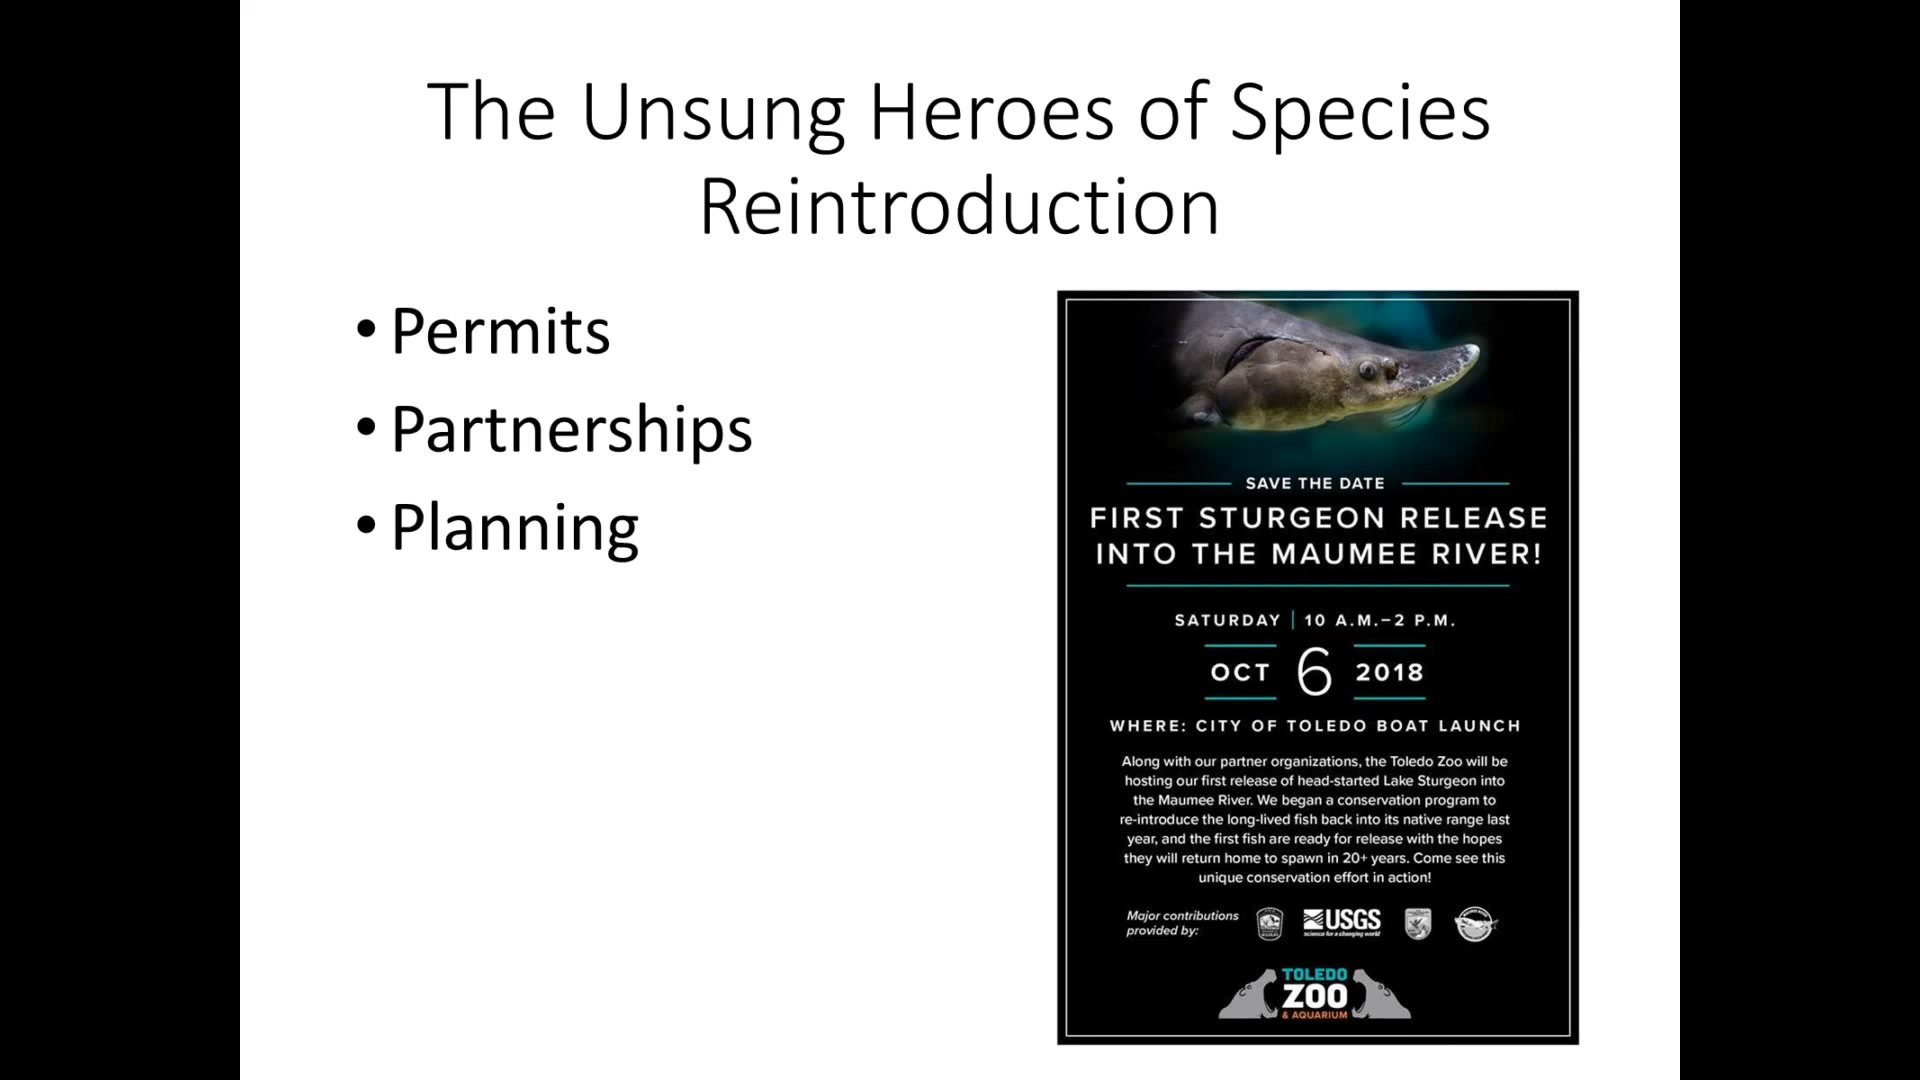 The Unsung Heroes of Species
Reintroduction
• Permits
• Partnerships
• Planning
SAVE THE DATE
FIRST STURGEON RELEASE
INTO THE MAUMEE RIVER!
SATURDAY | 10 A.M.–2 P.M.
OCT 6 2018
WHERE: CITY OF TOLEDO BOAT LAUNCH
Along with our partner organizations, the Toledo Zoo will be
hosting our first release of head-started Lake Sturgeon into
the Maumee River. We began a conservation program to
re-introduce the long-lived fish back into its native range last
year, and the first fish are ready for release with the hopes
they will return home to spawn in 20+ years. Come see this
unique conservation effort in action!
Major contributions
provided by:
USGS
science for a changing world
TOLEDO
ZOO
& AQUARIUM